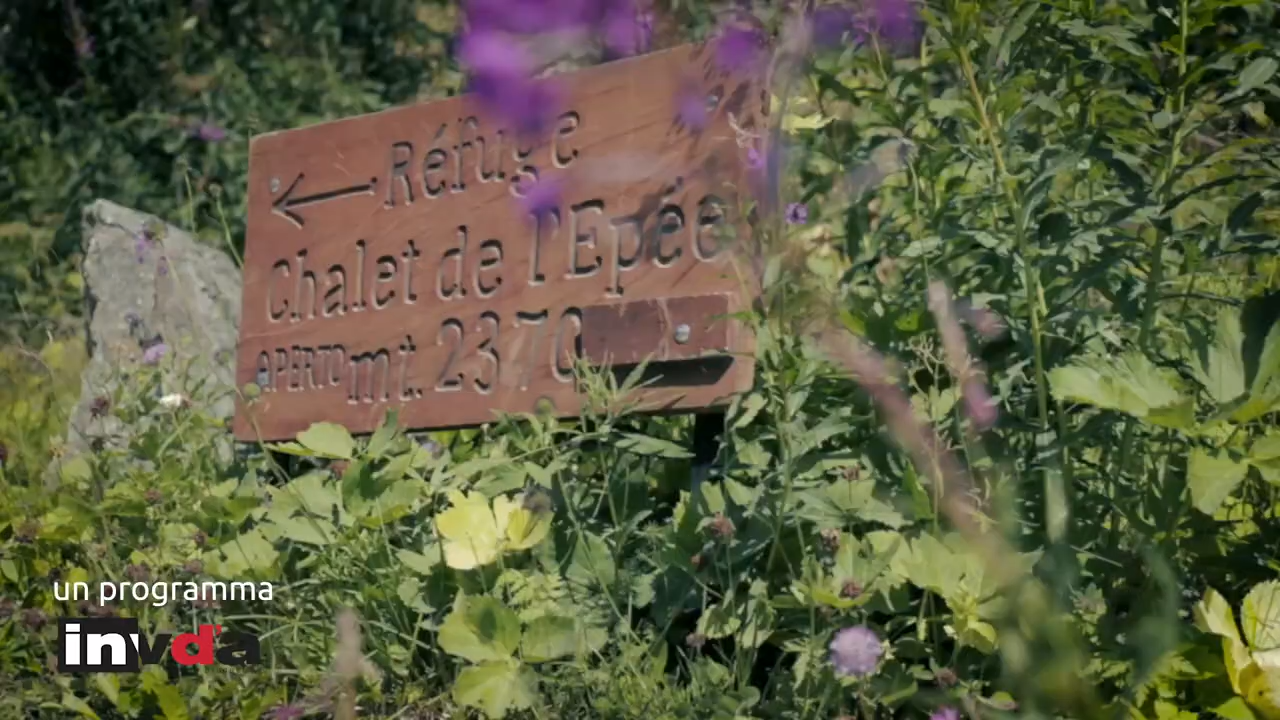 Réfuge
Chalet de l'Epée
APERTO mt. 2370
un programma
invd'a